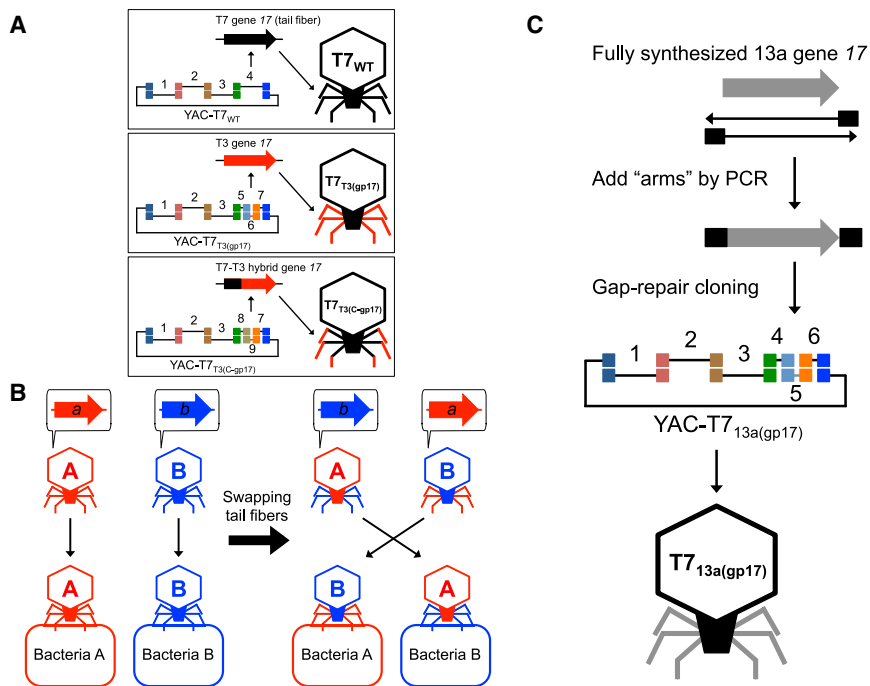 A
T7 gene 17 (tail fiber)
1 2 3 4
YAC-T7WT
T7WT
T3 gene 17
1 2 3 5 7
6
YAC-T7T3(gp17)
T7T3(gp17)
T7-T3 hybrid gene 17
1 2 3 8 7
9
YAC-T7T3(C-gp17)
T7T3(C-gp17)
B
a b b a
A B A B
Swapping
tail fibers
A B B A
Bacteria A Bacteria B Bacteria A Bacteria B
C
Fully synthesized 13a gene 17
Add “arms” by PCR
Gap-repair cloning
1 2 3 4 6
5
YAC-T713a(gp17)
T713a(gp17)